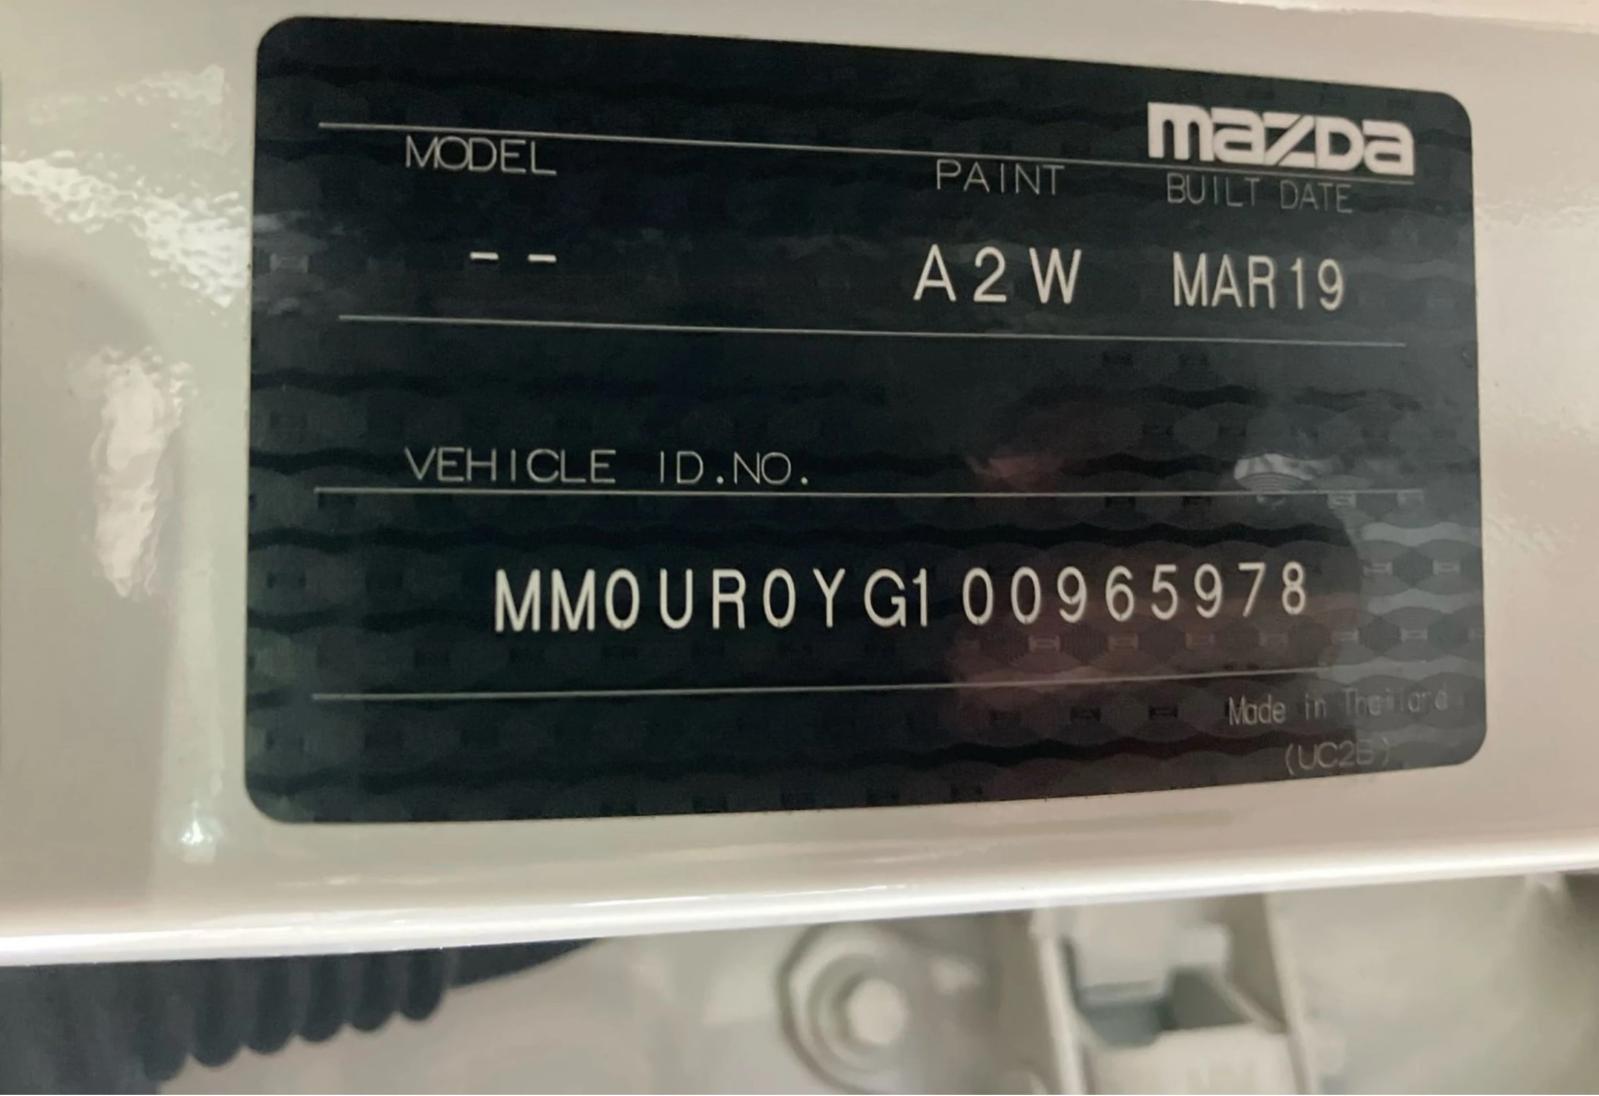 mazda
MODEL PAINT BUILT DATE
-- A2W MAR19
VEHICLE ID.NO.
MM0UR0YG100965978
Made in Thailand
(UC2B)